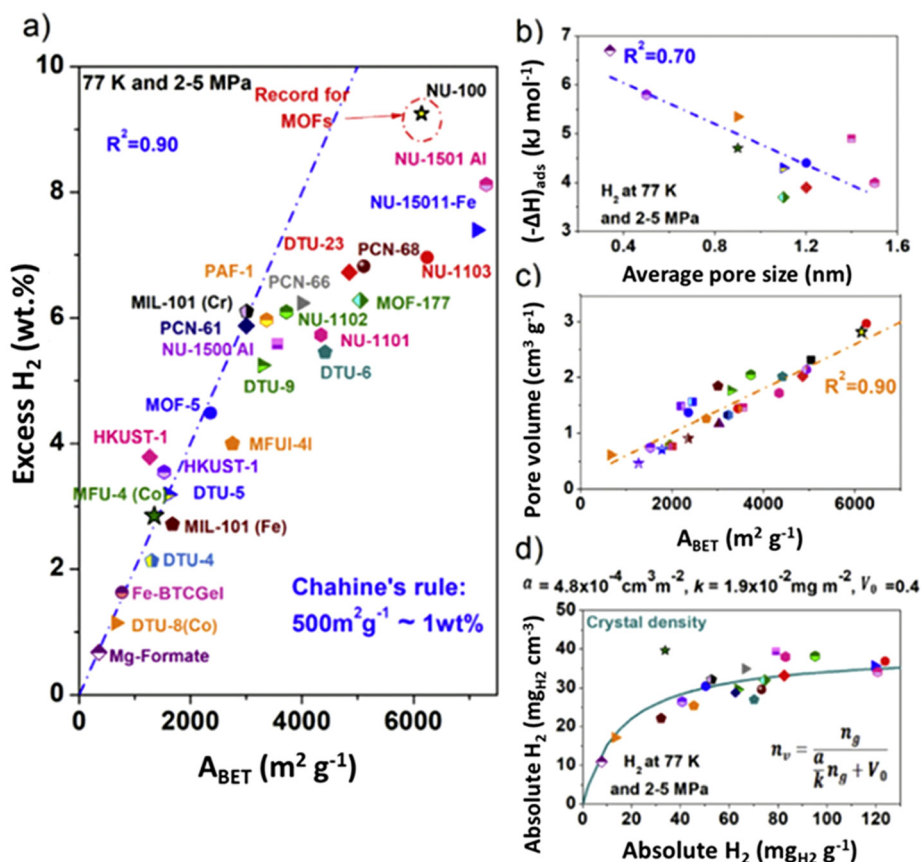 a)
77 K and 2-5 MPa
R²=0.90
Record for
MOFs
NU-100
NU-1501 Al
NU-15011-Fe
DTU-23
PCN-68
PAF-1
PCN-66
NU-1103
MIL-101 (Cr)
MOF-177
PCN-61
NU-1102
NU-1500 Al
NU-1101
DTU-9
DTU-6
MOF-5
MFUI-4l
HKUST-1
HKUST-1
MFU-4 (Co)
DTU-5
MIL-101 (Fe)
DTU-4
Chahine's rule:
500m²g⁻¹ ~ 1wt%
Fe-BTCGel
DTU-8(Co)
Mg-Formate
Excess H₂ (wt.%)
10
8
6
4
2
0
0 2000 4000 6000
A_BET (m² g⁻¹)
b)
R²=0.70
H₂ at 77 K
and 2-5 MPa
(-ΔH)ads (kJ mol⁻¹)
7
6
5
4
3
0.4 0.8 1.2 1.6
Average pore size (nm)
c)
R²=0.90
Pore volume (cm³ g⁻¹)
3
2
1
0
0 2000 4000 6000
A_BET (m² g⁻¹)
d)
a = 4.8x10⁻⁴cm³m⁻², k = 1.9x10⁻²mg m⁻², V₀ =0.4
Crystal density
H₂ at 77 K
and 2-5 MPa
n_v = n_g / (a/k n_g + V₀)
Absolute H₂ (mg_H2 cm⁻³)
50
40
30
20
10
0
0 20 40 60 80 100 120
Absolute H₂ (mg_H2 g⁻¹)